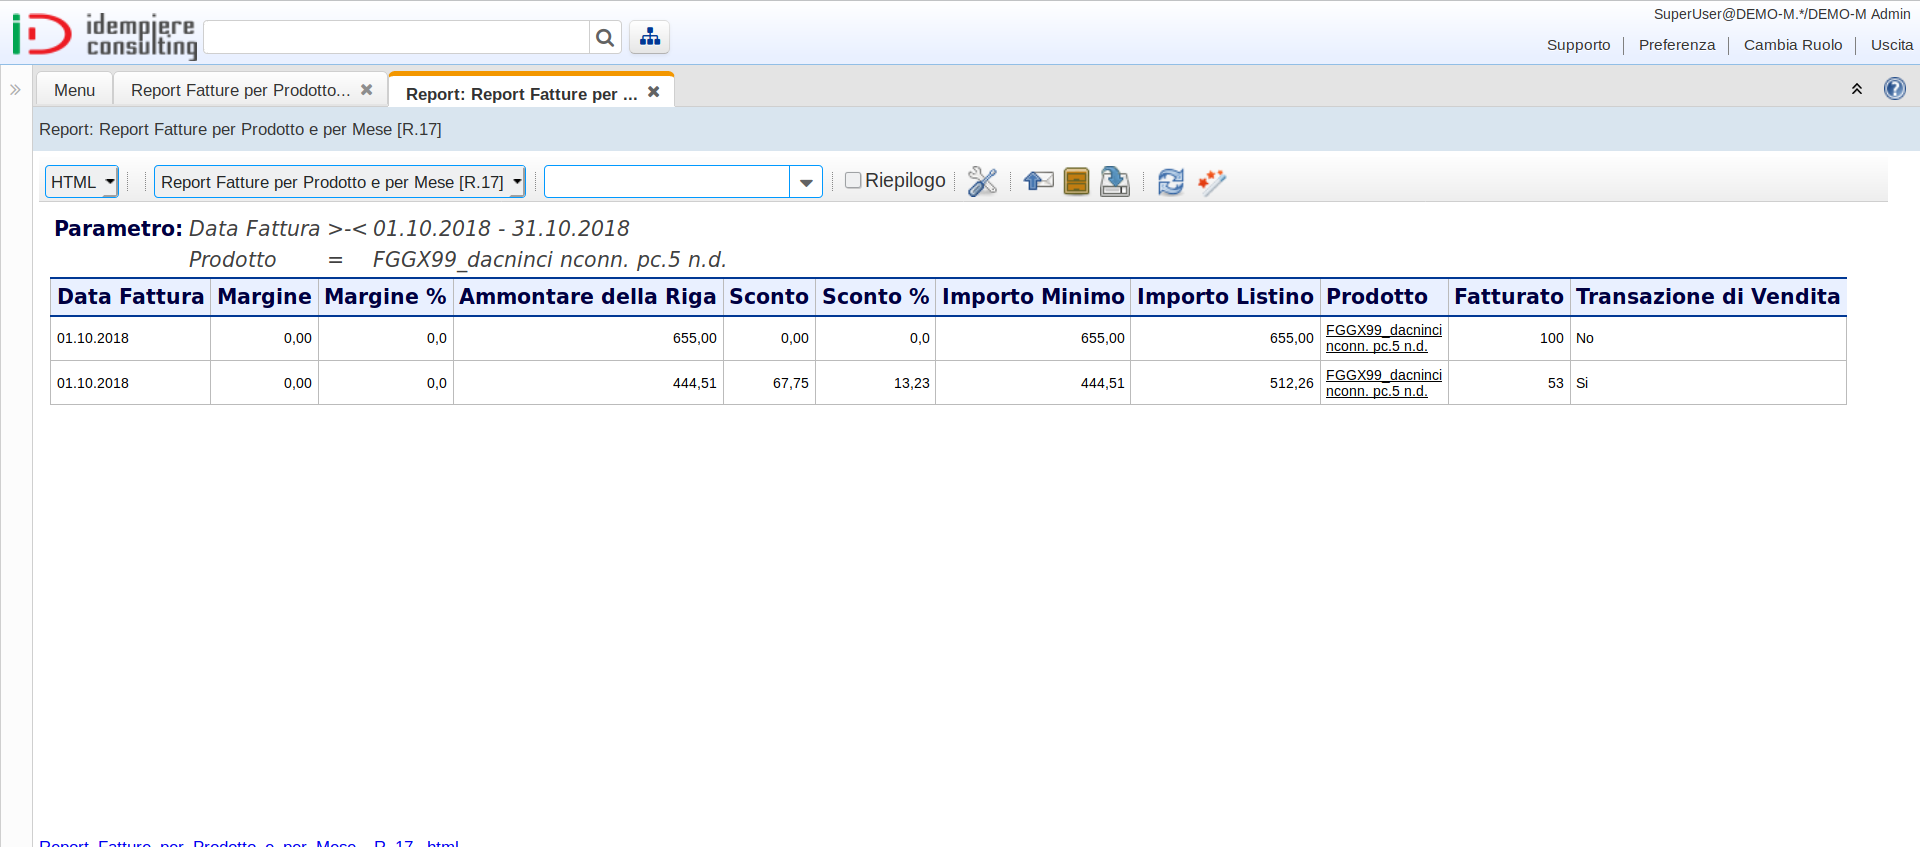 idempiere
consulting
SuperUser@DEMO-M.*/DEMO-M Admin
Supporto Preferenza Cambia Ruolo Uscita
Menu Report Fatture per Prodotto... Report: Report Fatture per ...
Report: Report Fatture per Prodotto e per Mese [R.17]
HTML Report Fatture per Prodotto e per Mese [R.17] Riepilogo
Parametro: Data Fattura >-< 01.10.2018 - 31.10.2018
Prodotto = FGGX99_dacninci nconn. pc.5 n.d.
Data Fattura Margine Margine % Ammontare della Riga Sconto Sconto % Importo Minimo Importo Listino Prodotto Fatturato Transazione di Vendita
01.10.2018 0,00 0,0 655,00 0,00 0,0 655,00 655,00 FGGX99_dacninci nconn. pc.5 n.d. 100 No
01.10.2018 0,00 0,0 444,51 67,75 13,23 444,51 512,26 FGGX99_dacninci nconn. pc.5 n.d. 53 Si
Report_Fatture_per_Prodotto_e_per_Mese__R.17_.html